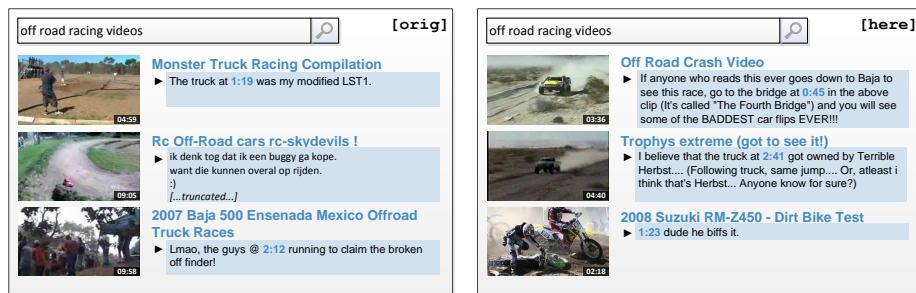 off road racing videos
[orig]
Monster Truck Racing Compilation
► The truck at 1:19 was my modified LST1.
04:59
Rc Off-Road cars rc-skydevils !
► ik denk tog dat ik een buggy ga kope.
want die kunnen overal op rijden.
:)
[...truncated...]
09:05
2007 Baja 500 Ensenada Mexico Offroad
Truck Races
► Lmao, the guys @ 2:12 running to claim the broken
off finder!
09:58
off road racing videos
[here]
Off Road Crash Video
► If anyone who reads this ever goes down to Baja to
see this race, go to the bridge at 0:45 in the above
clip (It's called "The Fourth Bridge") and you will see
some of the BADDEST car flips EVER!!!
03:36
Trophys extreme (got to see it!)
► I believe that the truck at 2:41 got owned by Terrible
Herbst.... (Following truck, same jump.... Or, atleast i
think that's Herbst... Anyone know for sure?)
04:40
2008 Suzuki RM-Z450 - Dirt Bike Test
► 1:23 dude he biffs it.
02:18